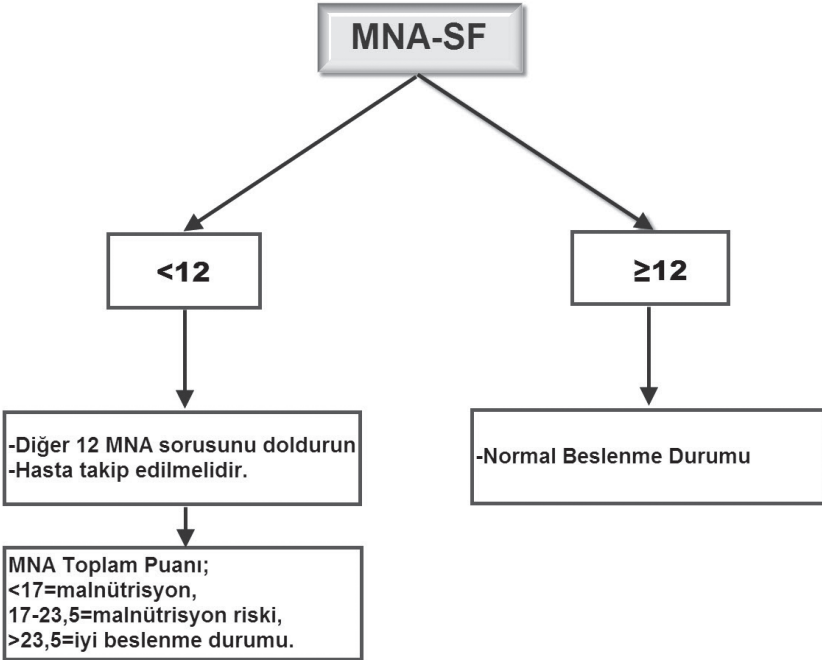 MNA-SF
<12
≥12
-Diğer 12 MNA sorusunu doldurun
-Hasta takip edilmelidir.
-Normal Beslenme Durumu
MNA Toplam Puanı;
<17=malnütrisyon,
17-23,5=malnütrisyon riski,
>23,5=iyi beslenme durumu.